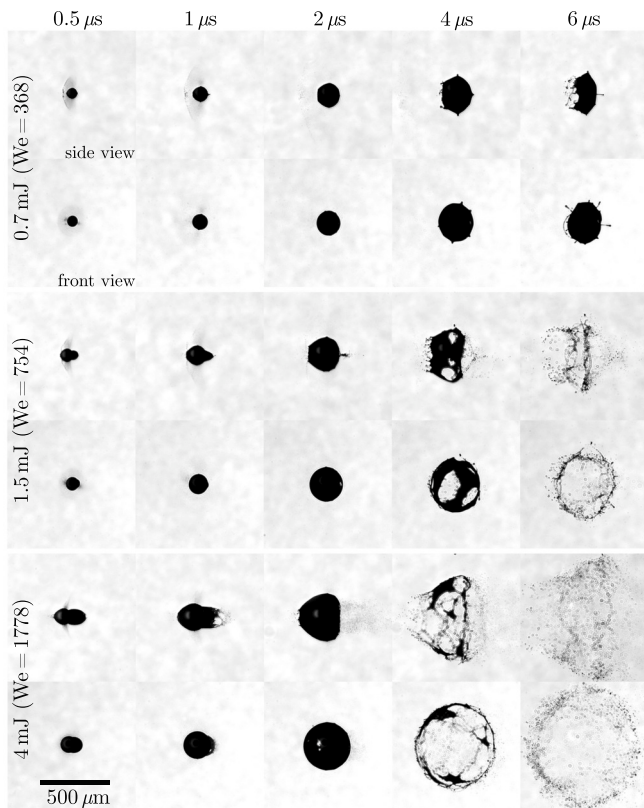 0.5 μs 1 μs 2 μs 4 μs 6 μs
0.7 mJ (We = 368)
side view
front view
1.5 mJ (We = 754)
4 mJ (We = 1778)
500 μm